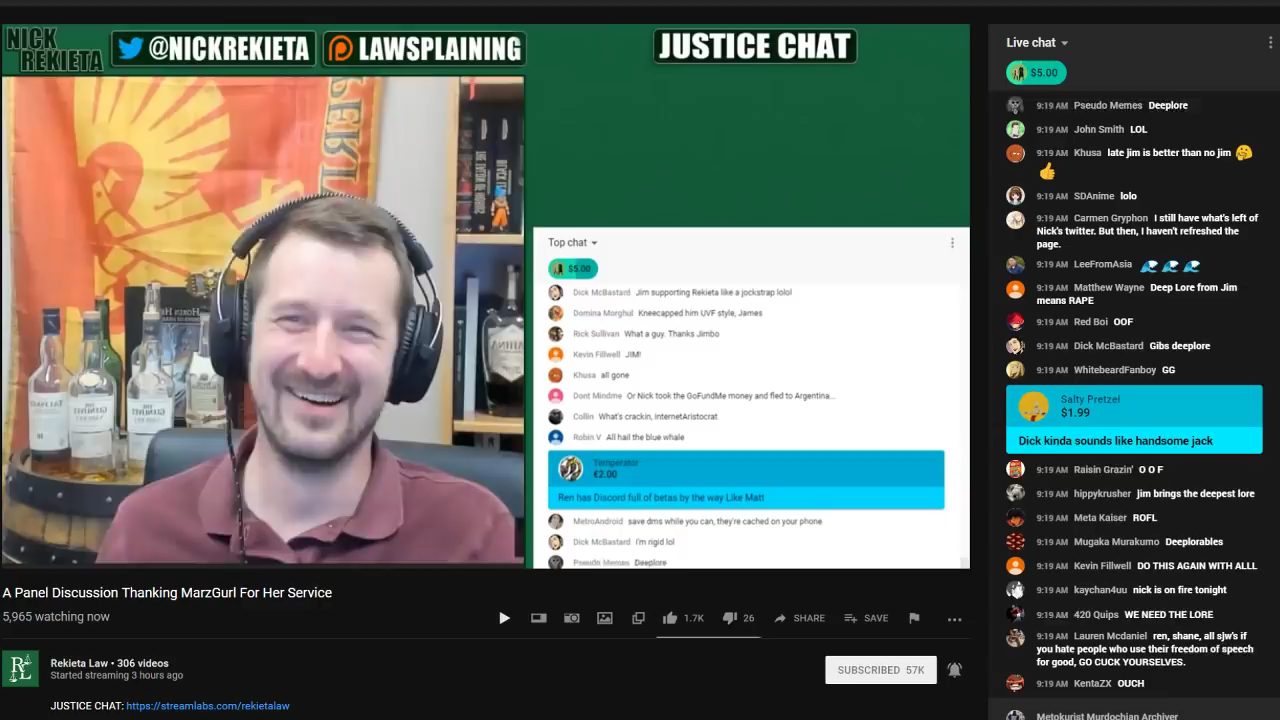 NICK
REKIETA
@NICKREKIETA
LAWSPLAINING
JUSTICE CHAT
Top chat
$5.00
Dick McBastard Jim supporting Rekieta like a jockstrap lolol
Domina Morghul Kneecapped him UVF style, James
Rick Sullivan What a guy. Thanks Jimbo
Kevin Fillwell JIM!
Khusa all gone
Dont Mindme Or Nick took the GoFundMe money and fled to Argentina...
Collin What's crackin, InternetAristocrat
Robin V All hail the blue whale
Temperator
€2.00
Ren has Discord full of betas by the way Like Matt
MetroAndroid save dms while you can, they're cached on your phone
Dick McBastard I'm rigid lol
Pseudo Memes Deeplore
A Panel Discussion Thanking MarzGurl For Her Service
5,965 watching now
1.7K
26
SHARE
SAVE
Rekieta Law • 306 videos
Started streaming 3 hours ago
SUBSCRIBED 57K
JUSTICE CHAT: https://streamlabs.com/rekietalaw
Live chat
$5.00
9:19 AM Pseudo Memes Deeplore
9:19 AM John Smith LOL
9:19 AM Khusa late jim is better than no jim
9:19 AM SDAnime lolo
9:19 AM Carmen Gryphon I still have what's left of
Nick's twitter. But then, I haven't refreshed the
page.
9:19 AM LeeFromAsia
9:19 AM Matthew Wayne Deep Lore from Jim
means RAPE
9:19 AM Red Boi OOF
9:19 AM Dick McBastard Gibs deeplore
9:19 AM WhitebeardFanboy GG
Salty Pretzel
$1.99
Dick kinda sounds like handsome jack
9:19 AM Raisin Grazin' O O F
9:19 AM hippykrusher Jim brings the deepest lore
9:19 AM Meta Kaiser ROFL
9:19 AM Mugaka Murakumo Deeplorables
9:19 AM Kevin Fillwell DO THIS AGAIN WITH ALLL
9:19 AM kaychan4uu nick is on fire tonight
9:19 AM 420 Quips WE NEED THE LORE
9:19 AM Lauren Mcdaniel ren, shane, all sjw's if
you hate people who use their freedom of speech
for good, GO CUCK YOURSELVES.
9:19 AM KentaZX OUCH
Metokurist Murdochian Archiver